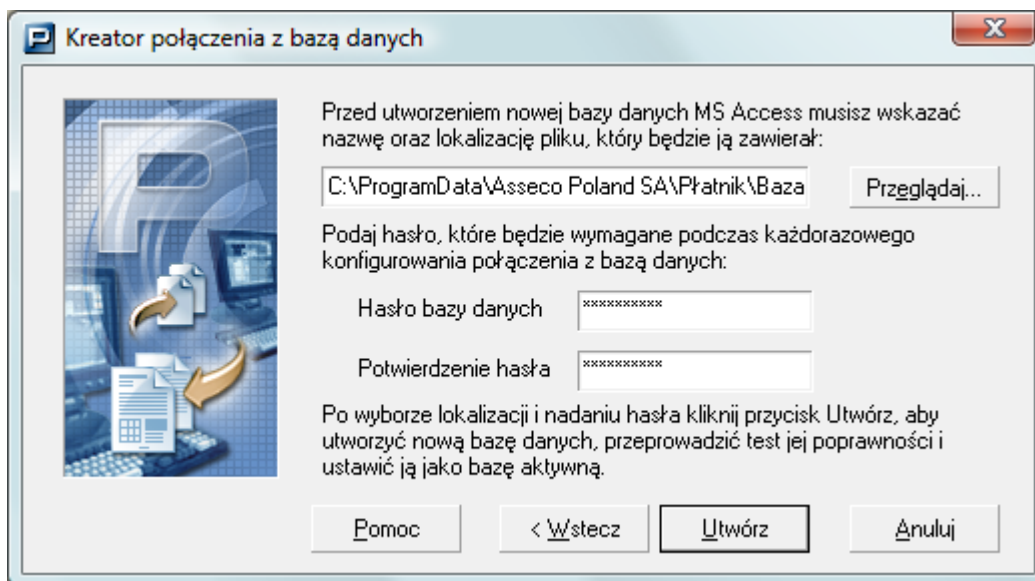 Kreator połączenia z bazą danych
Przed utworzeniem nowej bazy danych MS Access musisz wskazać
nazwę oraz lokalizację pliku, który będzie ją zawierał:
C:\ProgramData\Asseco Poland SA\Płatnik\Baza
Przeglądaj...
Podaj hasło, które będzie wymagane podczas każdorazowego
konfigurowania połączenia z bazą danych:
Hasło bazy danych
**********
Potwierdzenie hasła
**********
Po wyborze lokalizacji i nadaniu hasła kliknij przycisk Utwórz, aby
utworzyć nową bazę danych, przeprowadzić test jej poprawności i
ustawić ją jako bazę aktywną.
Pomoc
< Wstecz
Utwórz
Anuluj